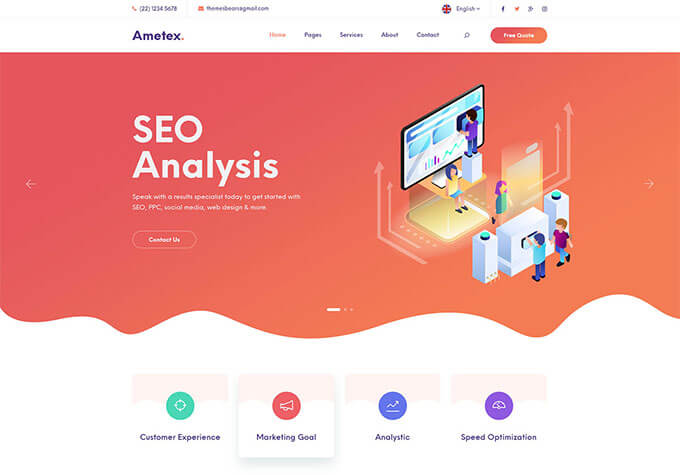 (22) 1234 5678
themesbears@gmail.com
English
Ametex.
Home
Pages
Services
About
Contact
Free Quote
SEO
Analysis
Speak with a results specialist today to get started with
SEO, PPC, social media, web design & more.
Contact Us
Customer Experience
Marketing Goal
Analystic
Speed Optimization